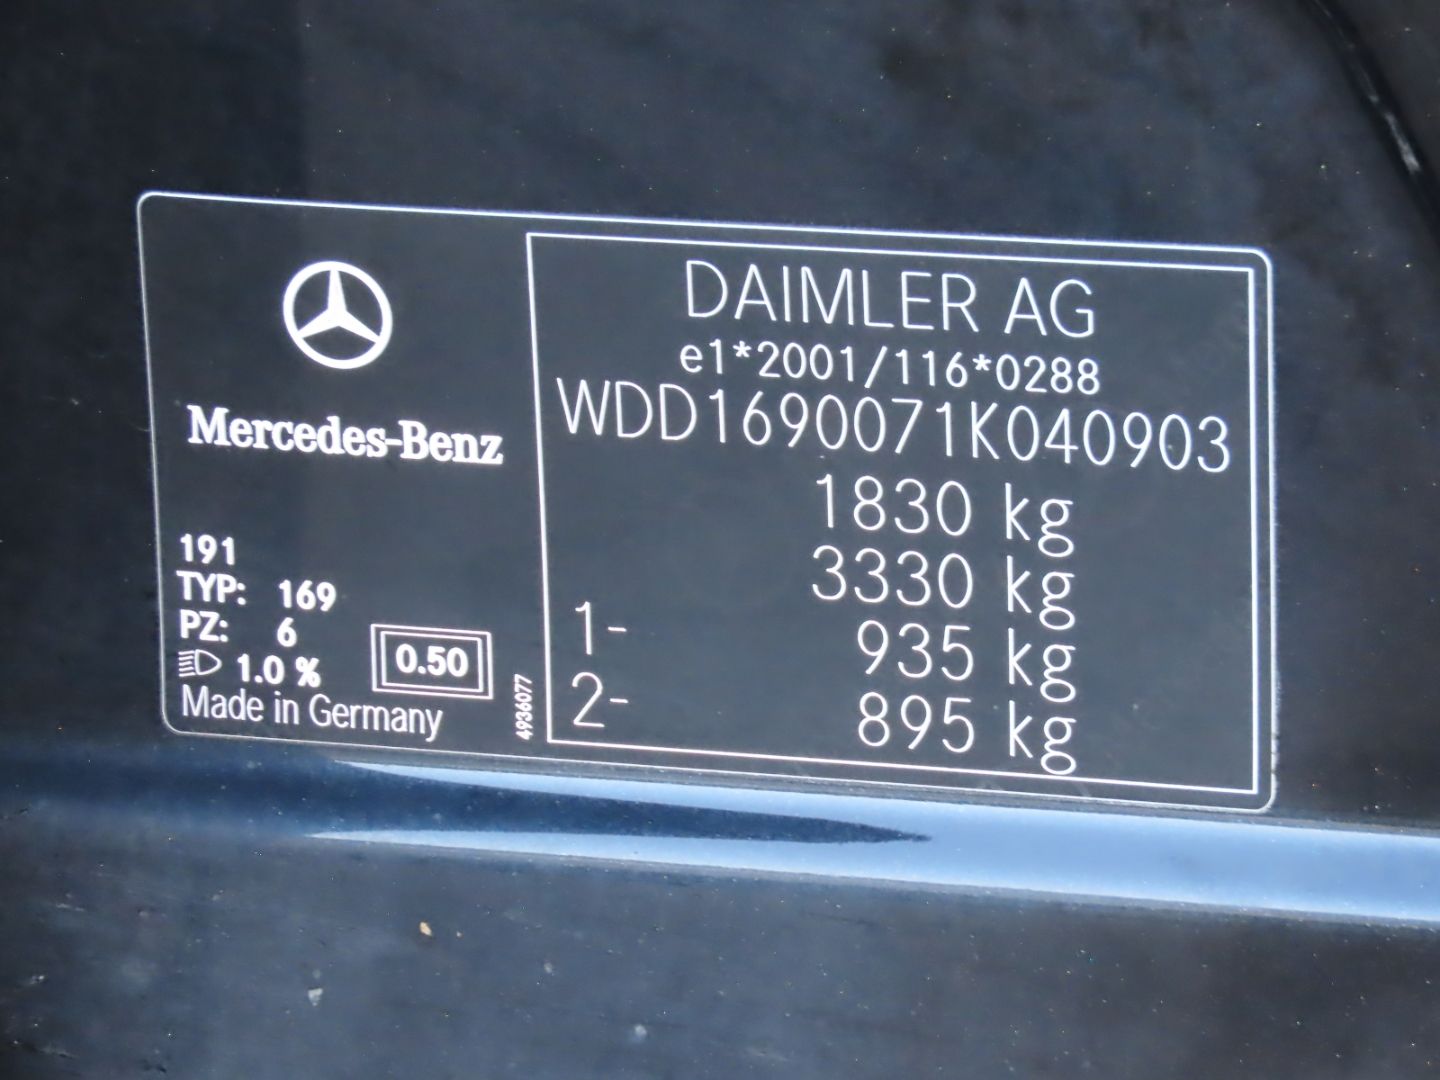 Mercedes-Benz
191
TYP: 169
PZ: 6
1.0 %
0.50
Made in Germany
4936077
DAIMLER AG
e1*2001/116*0288
WDD1690071K040903
1830 kg
3330 kg
1- 935 kg
2- 895 kg